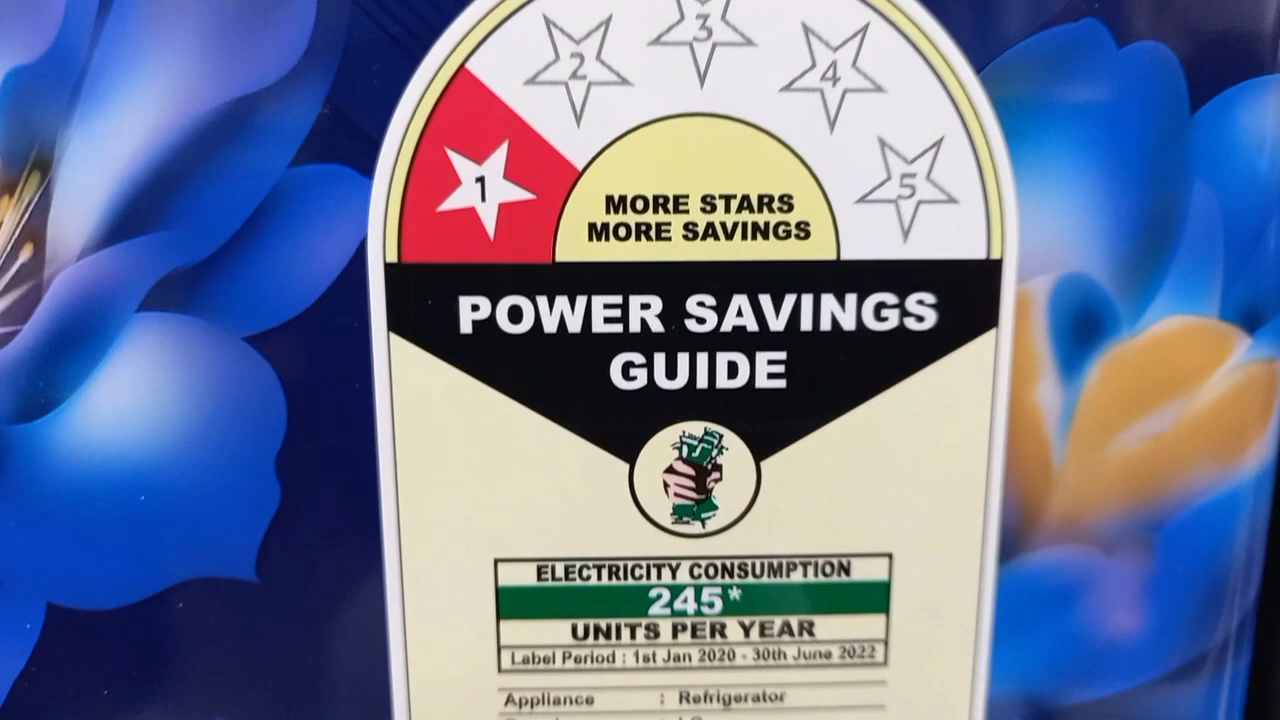 1
2
3
4
5
MORE STARS
MORE SAVINGS
POWER SAVINGS
GUIDE
ELECTRICITY CONSUMPTION
245*
UNITS PER YEAR
Label Period : 1st Jan 2020 - 30th June 2022
Appliance : Refrigerator